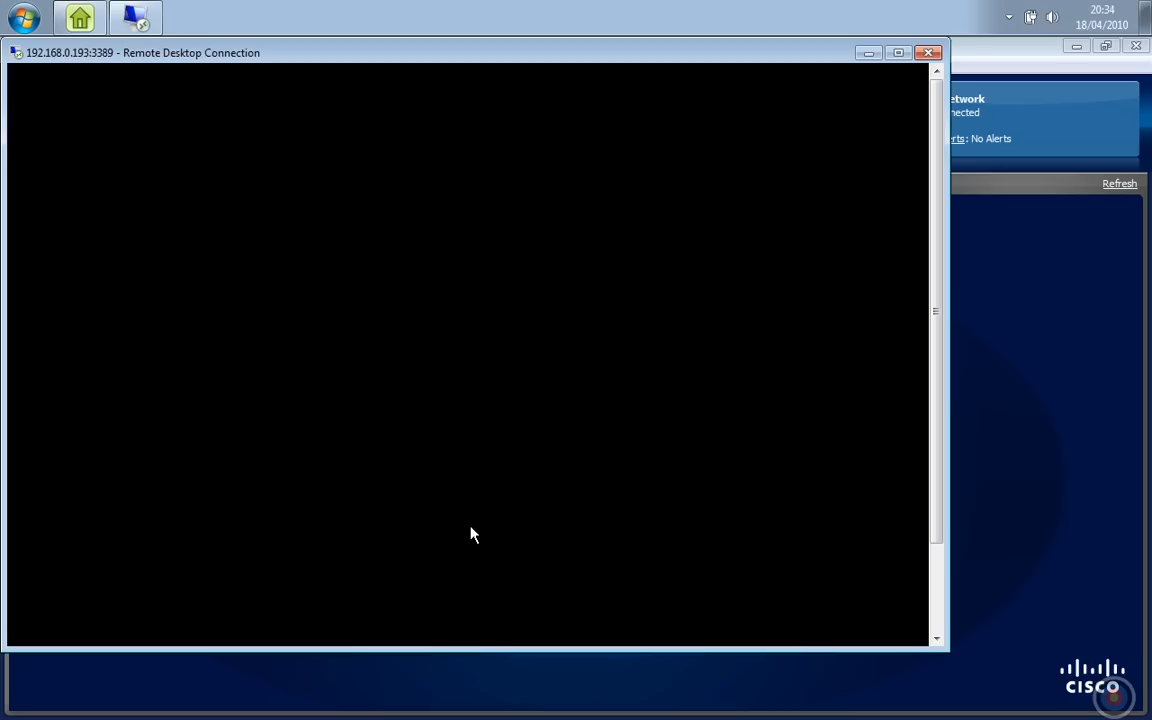 20:34
18/04/2010
192.168.0.193:3389 - Remote Desktop Connection
etwork
nected
erts: No Alerts
Refresh
CISCO